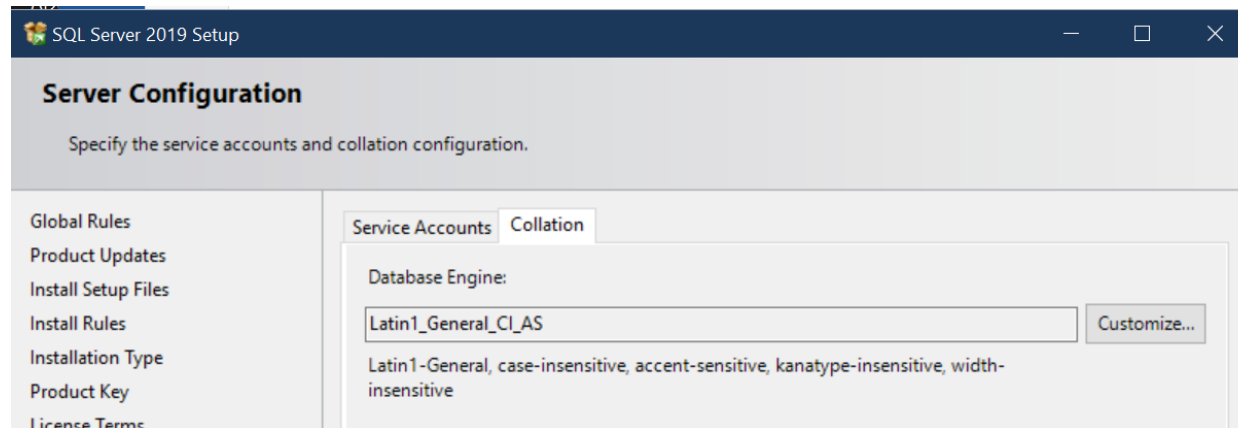 SQL Server 2019 Setup
Server Configuration
Specify the service accounts and collation configuration.
Global Rules
Product Updates
Install Setup Files
Install Rules
Installation Type
Product Key
License Terms
Service Accounts
Collation
Database Engine:
Latin1_General_CI_AS
Customize...
Latin1-General, case-insensitive, accent-sensitive, kanatype-insensitive, width-
insensitive